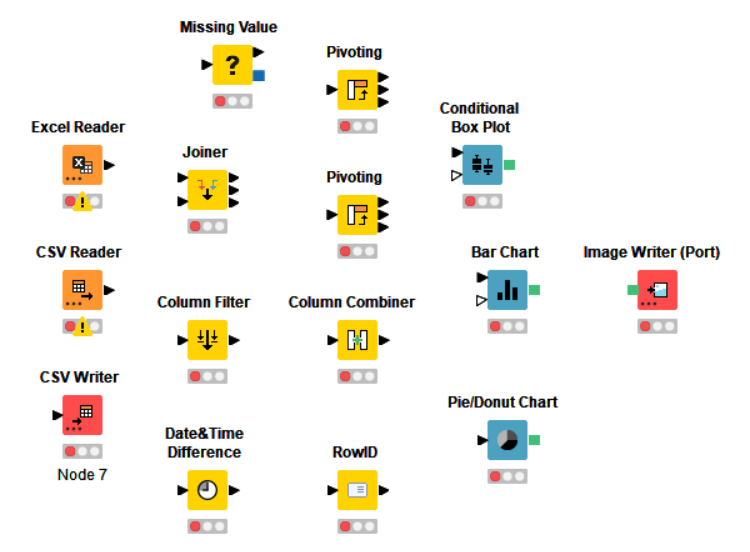 Missing Value
Pivoting
Conditional
Box Plot
Excel Reader
Joiner
Pivoting
CSV Reader
Bar Chart
Image Writer (Port)
Column Filter
Column Combiner
CSV Writer
Node 7
Pie/Donut Chart
Date&Time
Difference
RowID